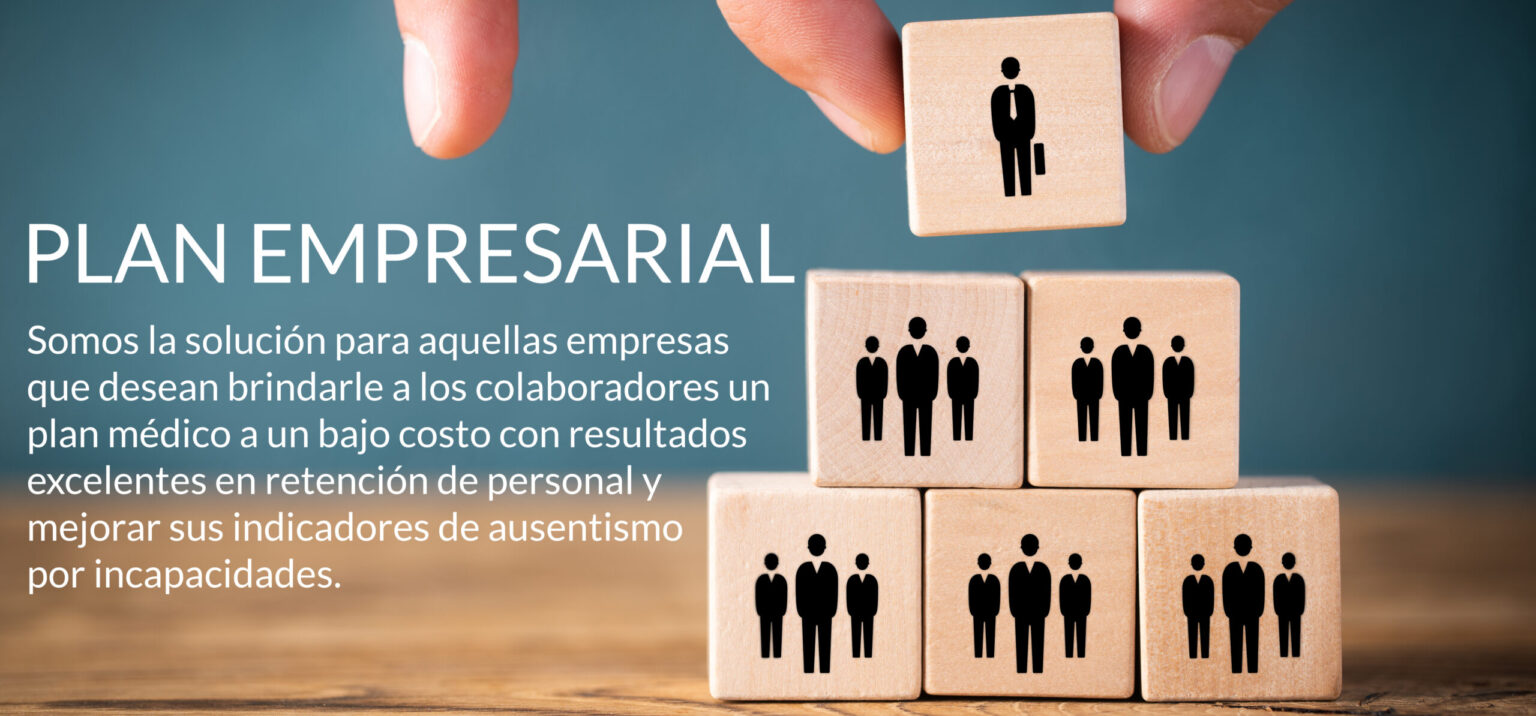 PLAN EMPRESARIAL
Somos la solución para aquellas empresas
que desean brindarle a los colaboradores un
plan médico a un bajo costo con resultados
excelentes en retención de personal y
mejorar sus indicadores de ausentismo
por incapacidades.